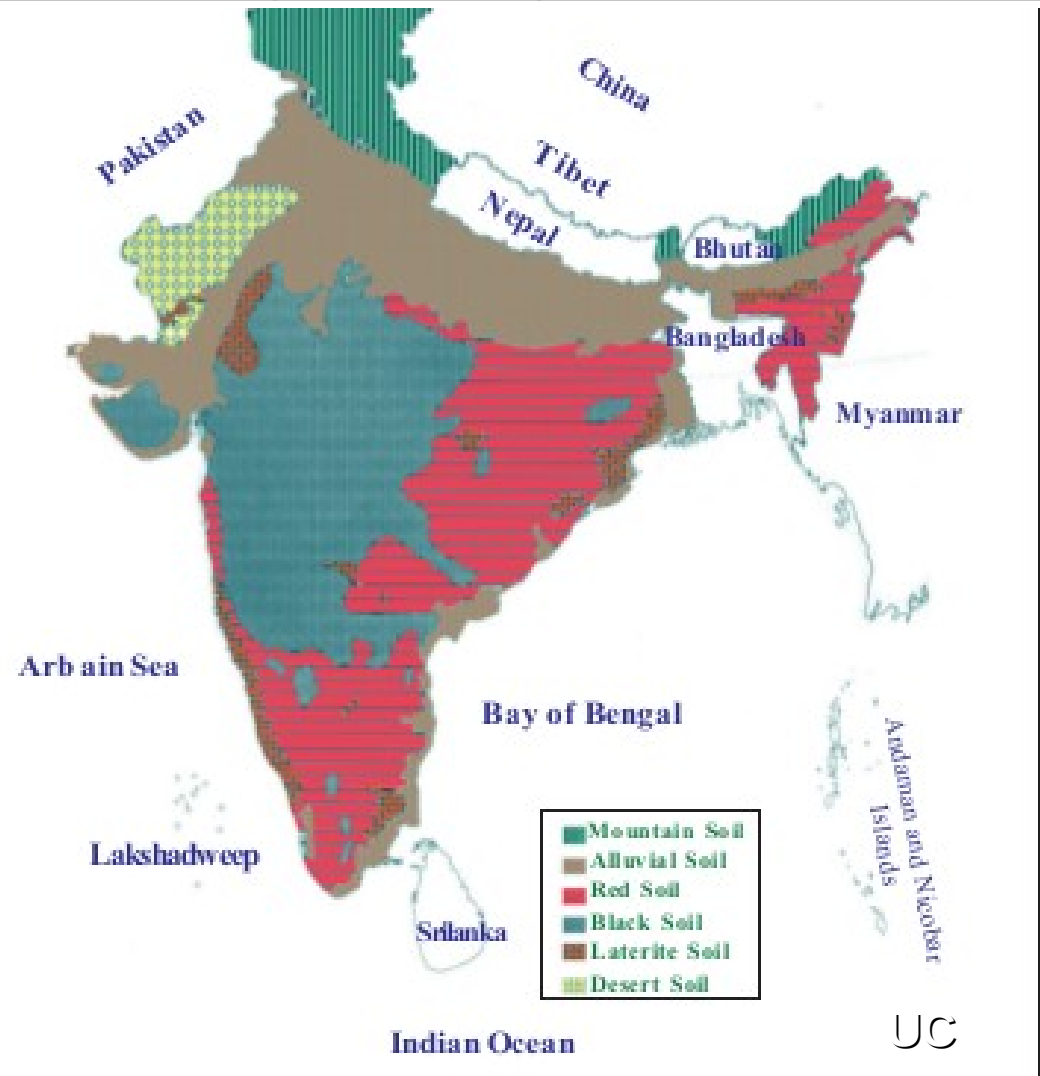 China
Pakistan
Tibet
Nepal
Bhutan
Bangladesh
Myanmar
Arb ain Sea
Bay of Bengal
Andaman and Nicobar
Islands
Lakshadweep
Srilanka
Mountain Soil
Alluvial Soil
Red Soil
Black Soil
Laterite Soil
Desert Soil
Indian Ocean
UC